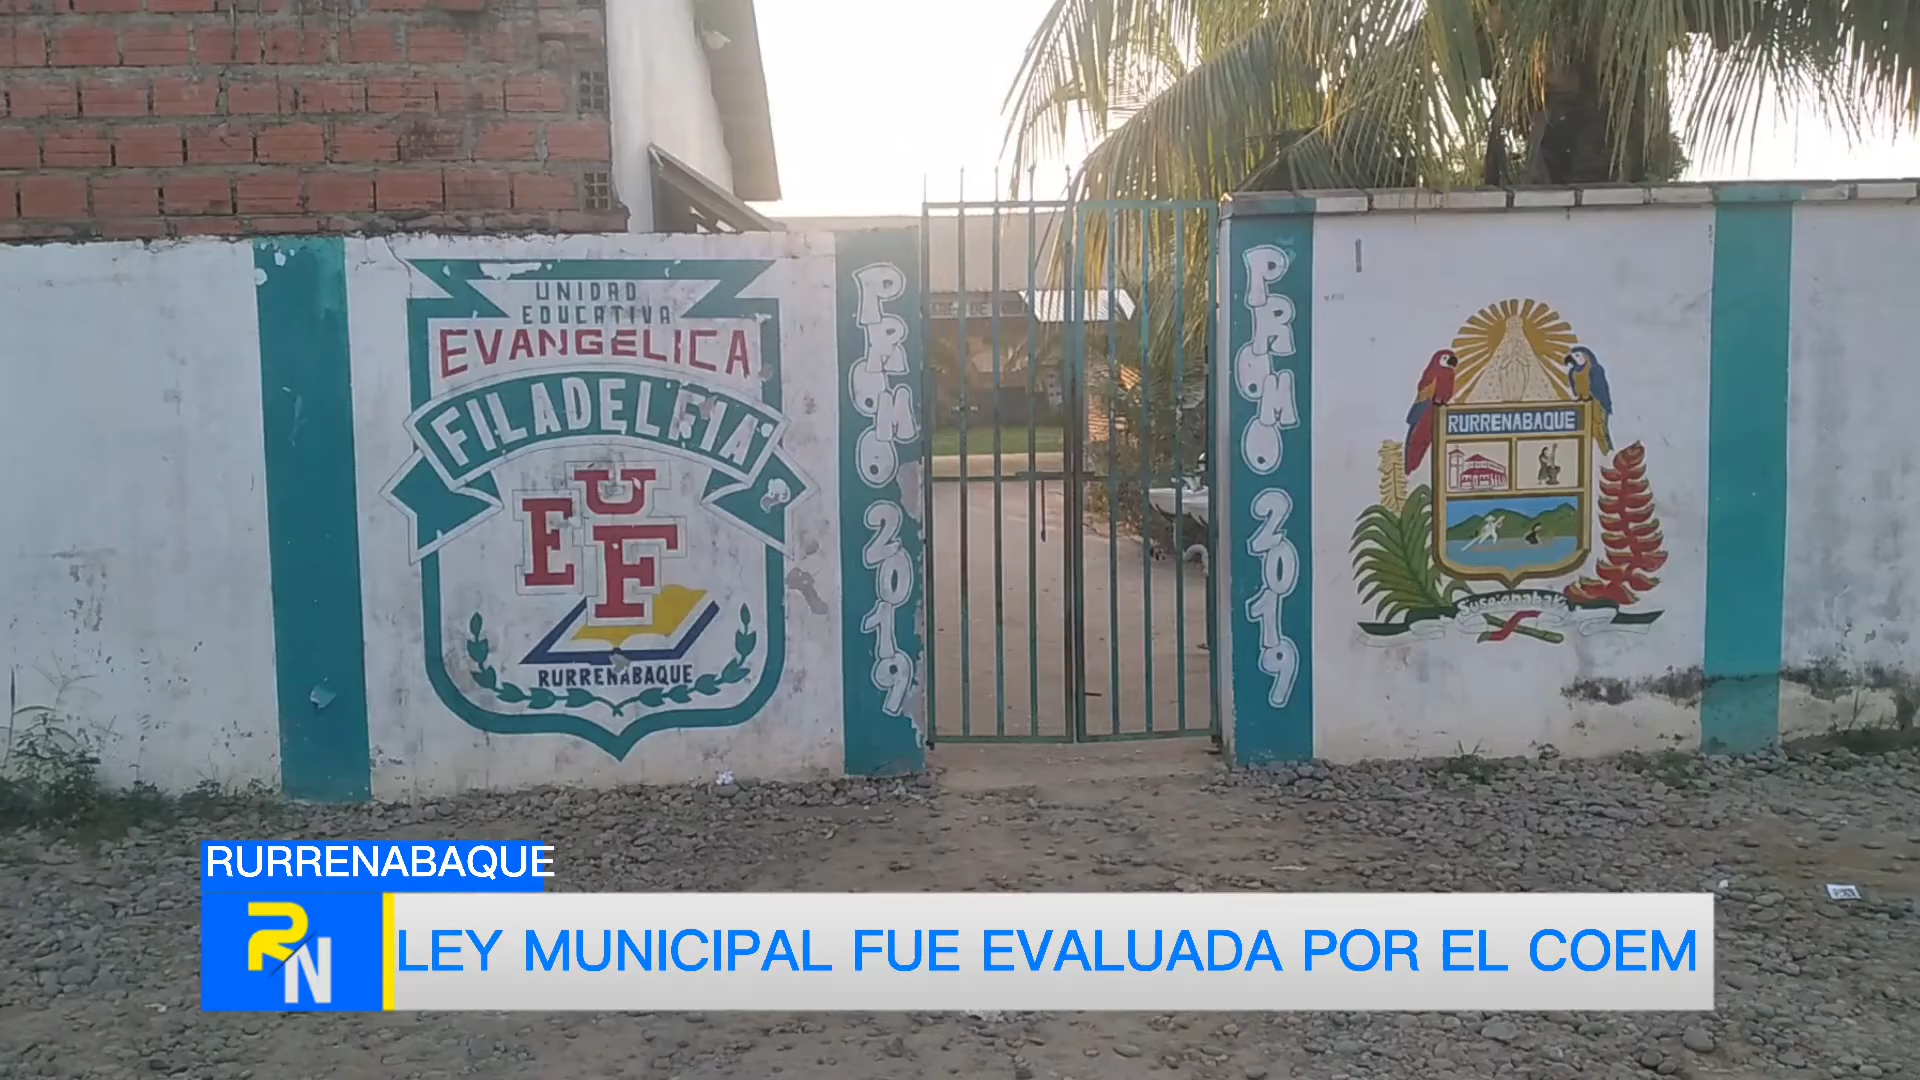 UNIDAD
EDUCATIVA
EVANGELICA
FILADELFIA
U
E F
RURRENABAQUE
PROMO 2019
PROMO 2019
RURRENABAQUE
RURRENABAQUE
RN
LEY MUNICIPAL FUE EVALUADA POR EL COEM